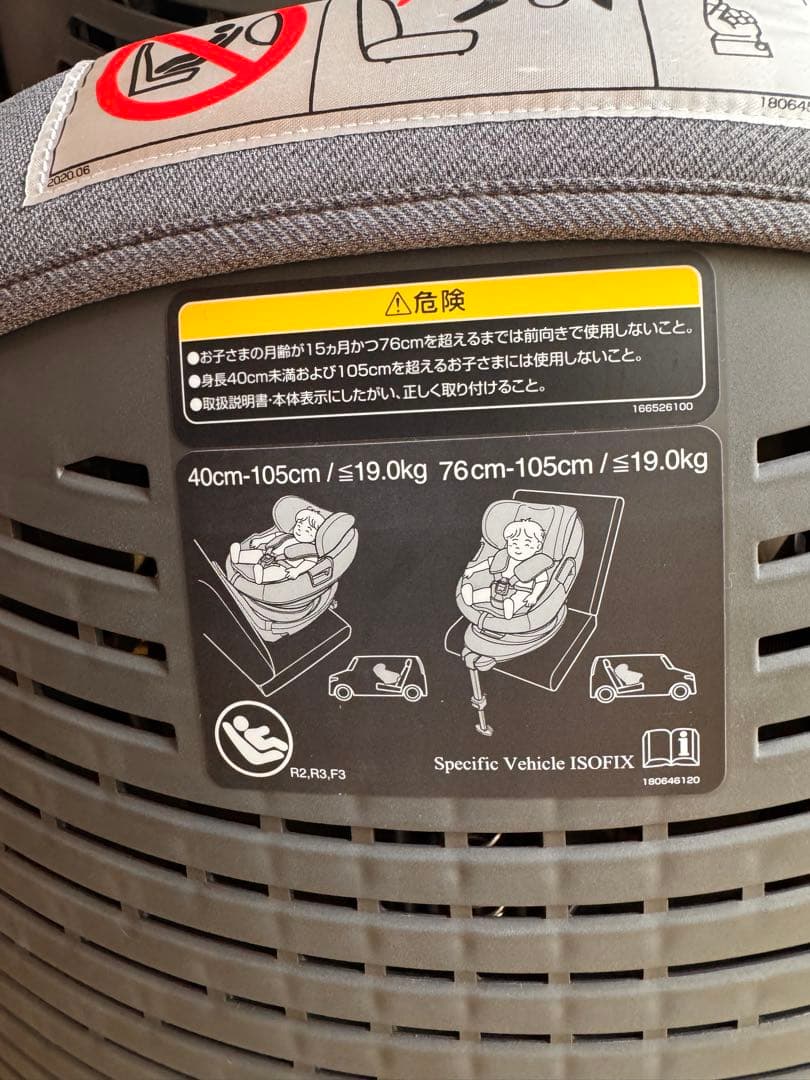 18064
2020.06
⚠危険
●お子さまの月齢が15ヵ月かつ76cmを超えるまでは前向きで使用しないこと。
●身長40cm未満および105cmを超えるお子さまには使用しないこと。
●取扱説明書・本体表示にしたがい、正しく取り付けること。
166526100
40cm-105cm / ≦19.0kg 76cm-105cm / ≦19.0kg
R2,R3,F3
Specific Vehicle ISOFIX
i
180646120